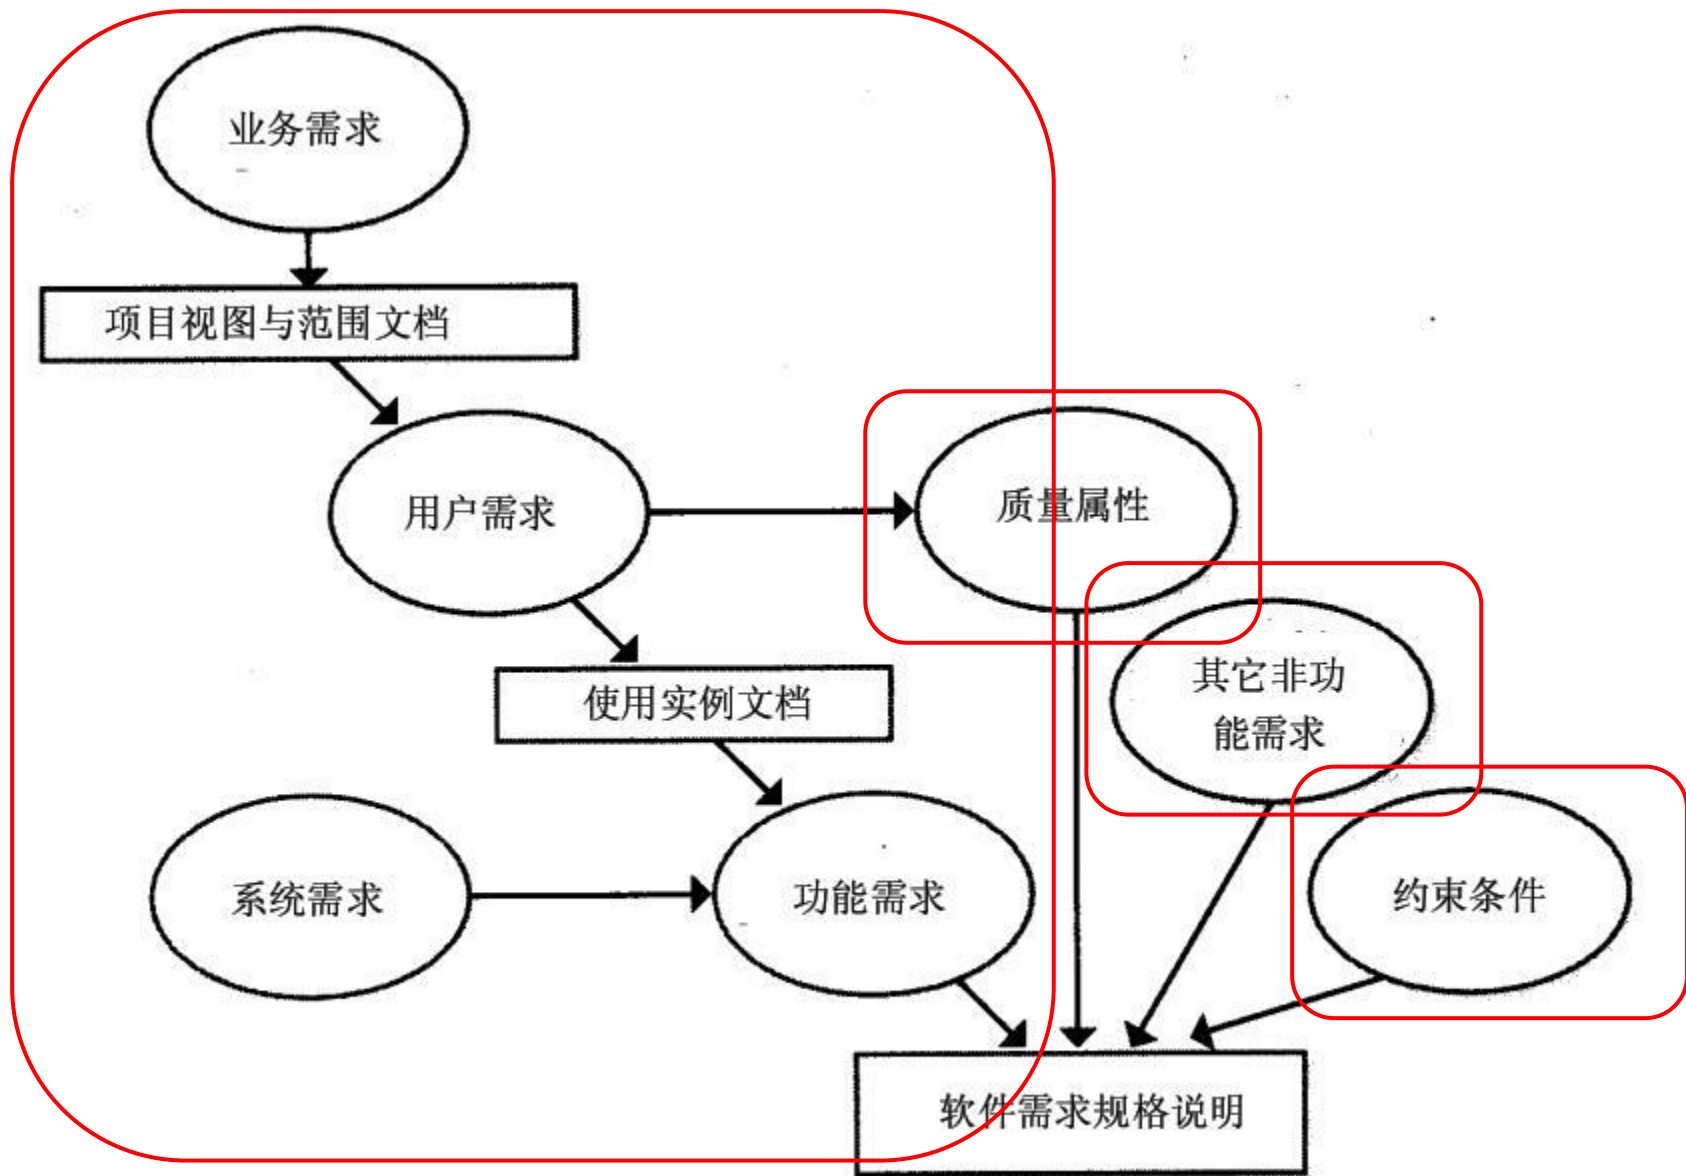 业务需求
项目视图与范围文档
用户需求
质量属性
其它非功
能需求
使用实例文档
系统需求
功能需求
约束条件
软件需求规格说明